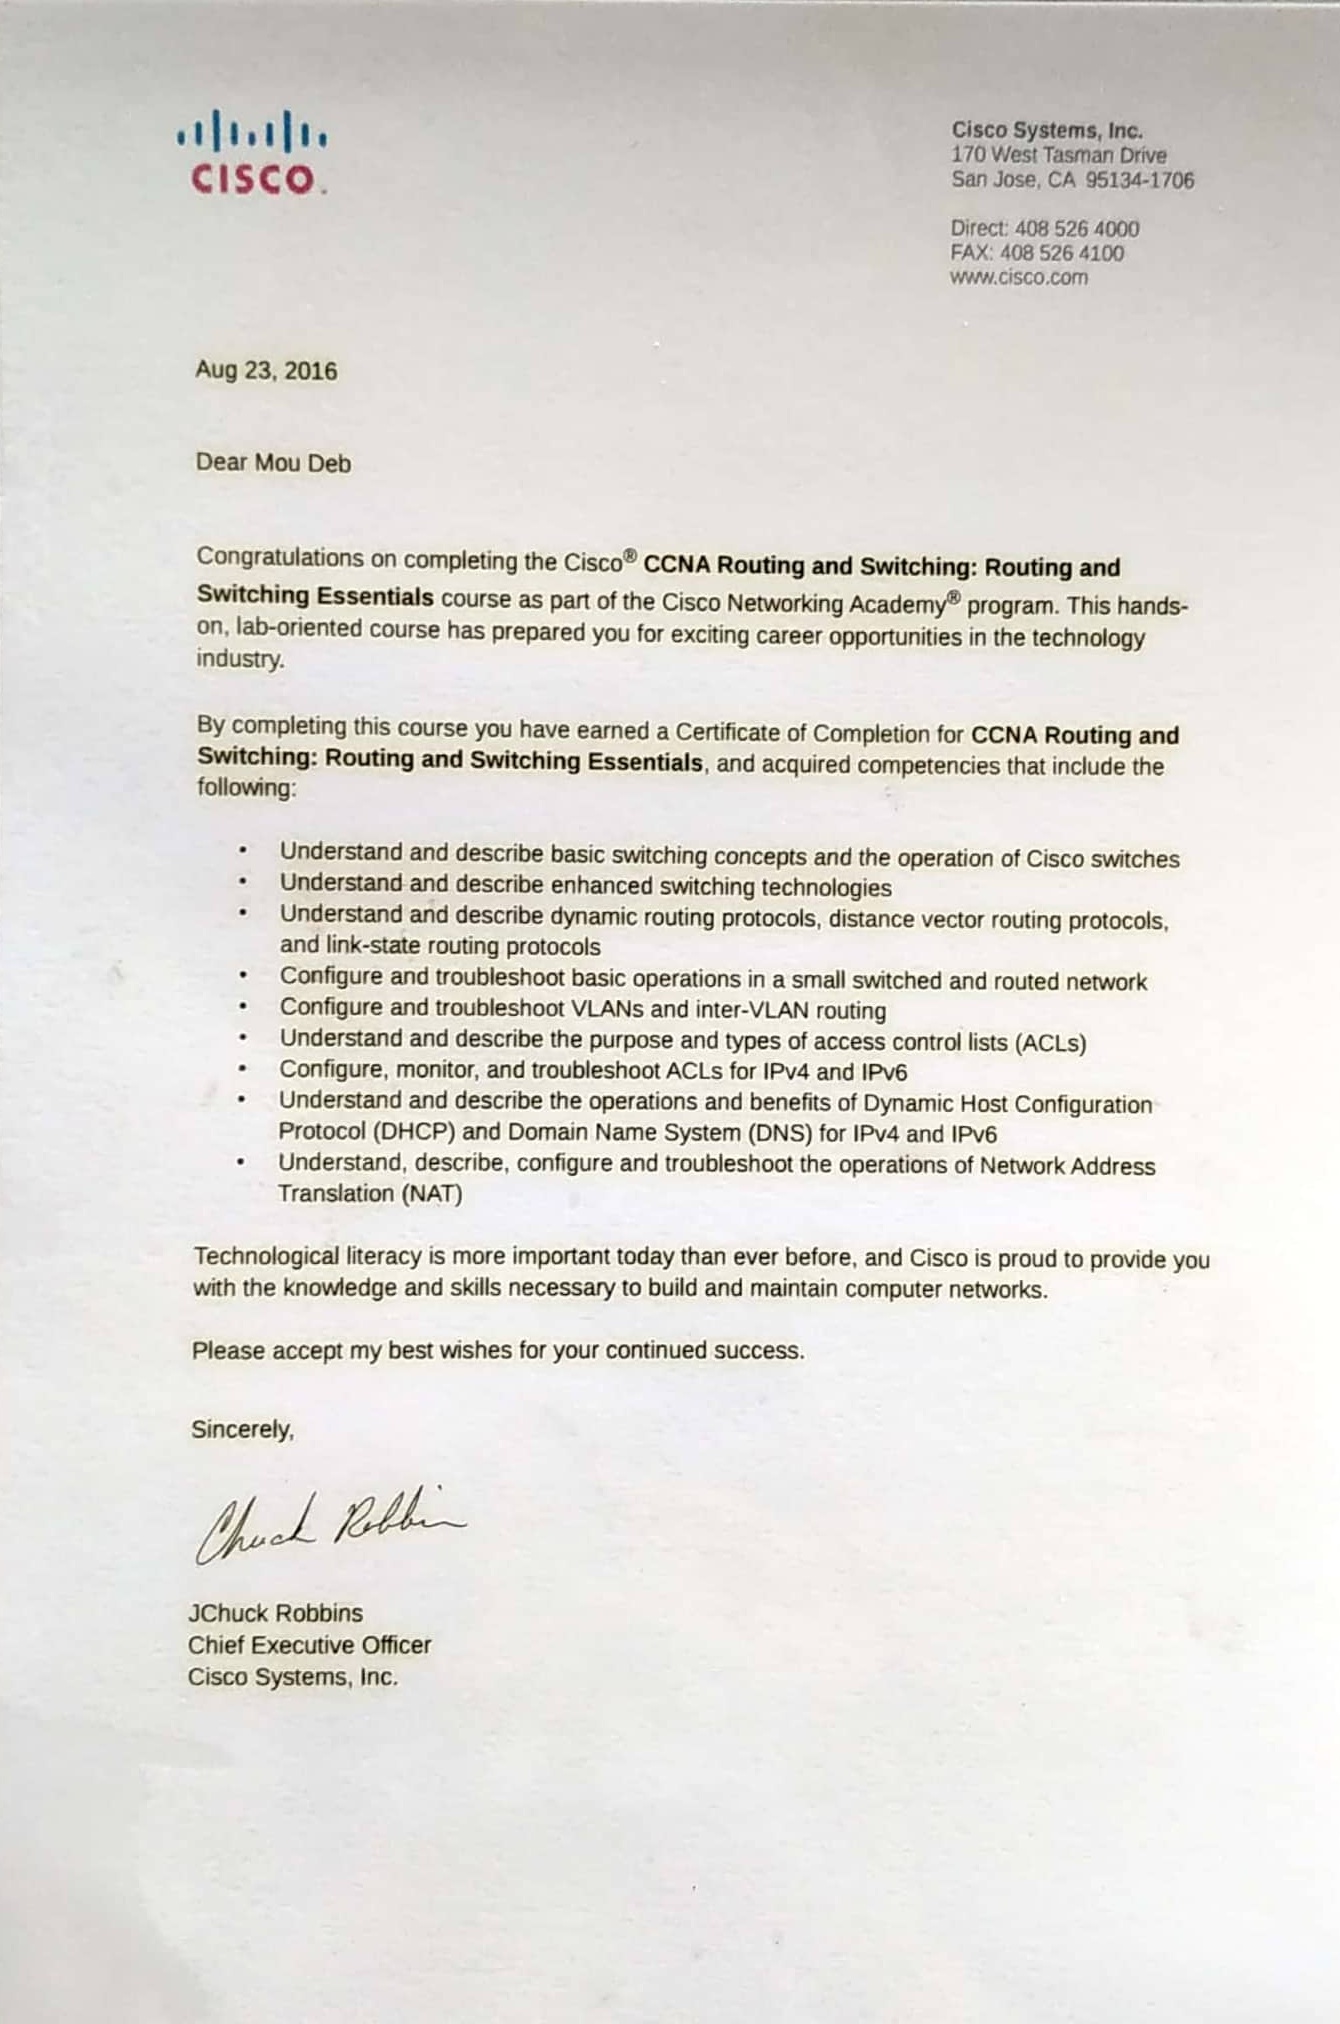 CISCO.
Cisco Systems, Inc.
170 West Tasman Drive
San Jose, CA 95134-1706
Direct: 408 526 4000
FAX: 408 526 4100
www.cisco.com
Aug 23, 2016
Dear Mou Deb
Congratulations on completing the Cisco® CCNA Routing and Switching: Routing and
Switching Essentials course as part of the Cisco Networking Academy® program. This hands-
on, lab-oriented course has prepared you for exciting career opportunities in the technology
industry.
By completing this course you have earned a Certificate of Completion for CCNA Routing and
Switching: Routing and Switching Essentials, and acquired competencies that include the
following:
• Understand and describe basic switching concepts and the operation of Cisco switches
• Understand and describe enhanced switching technologies
• Understand and describe dynamic routing protocols, distance vector routing protocols,
and link-state routing protocols
• Configure and troubleshoot basic operations in a small switched and routed network
• Configure and troubleshoot VLANs and inter-VLAN routing
• Understand and describe the purpose and types of access control lists (ACLs)
• Configure, monitor, and troubleshoot ACLs for IPv4 and IPv6
• Understand and describe the operations and benefits of Dynamic Host Configuration
Protocol (DHCP) and Domain Name System (DNS) for IPv4 and IPv6
• Understand, describe, configure and troubleshoot the operations of Network Address
Translation (NAT)
Technological literacy is more important today than ever before, and Cisco is proud to provide you
with the knowledge and skills necessary to build and maintain computer networks.
Please accept my best wishes for your continued success.
Sincerely,
Chuck Robbins
JChuck Robbins
Chief Executive Officer
Cisco Systems, Inc.